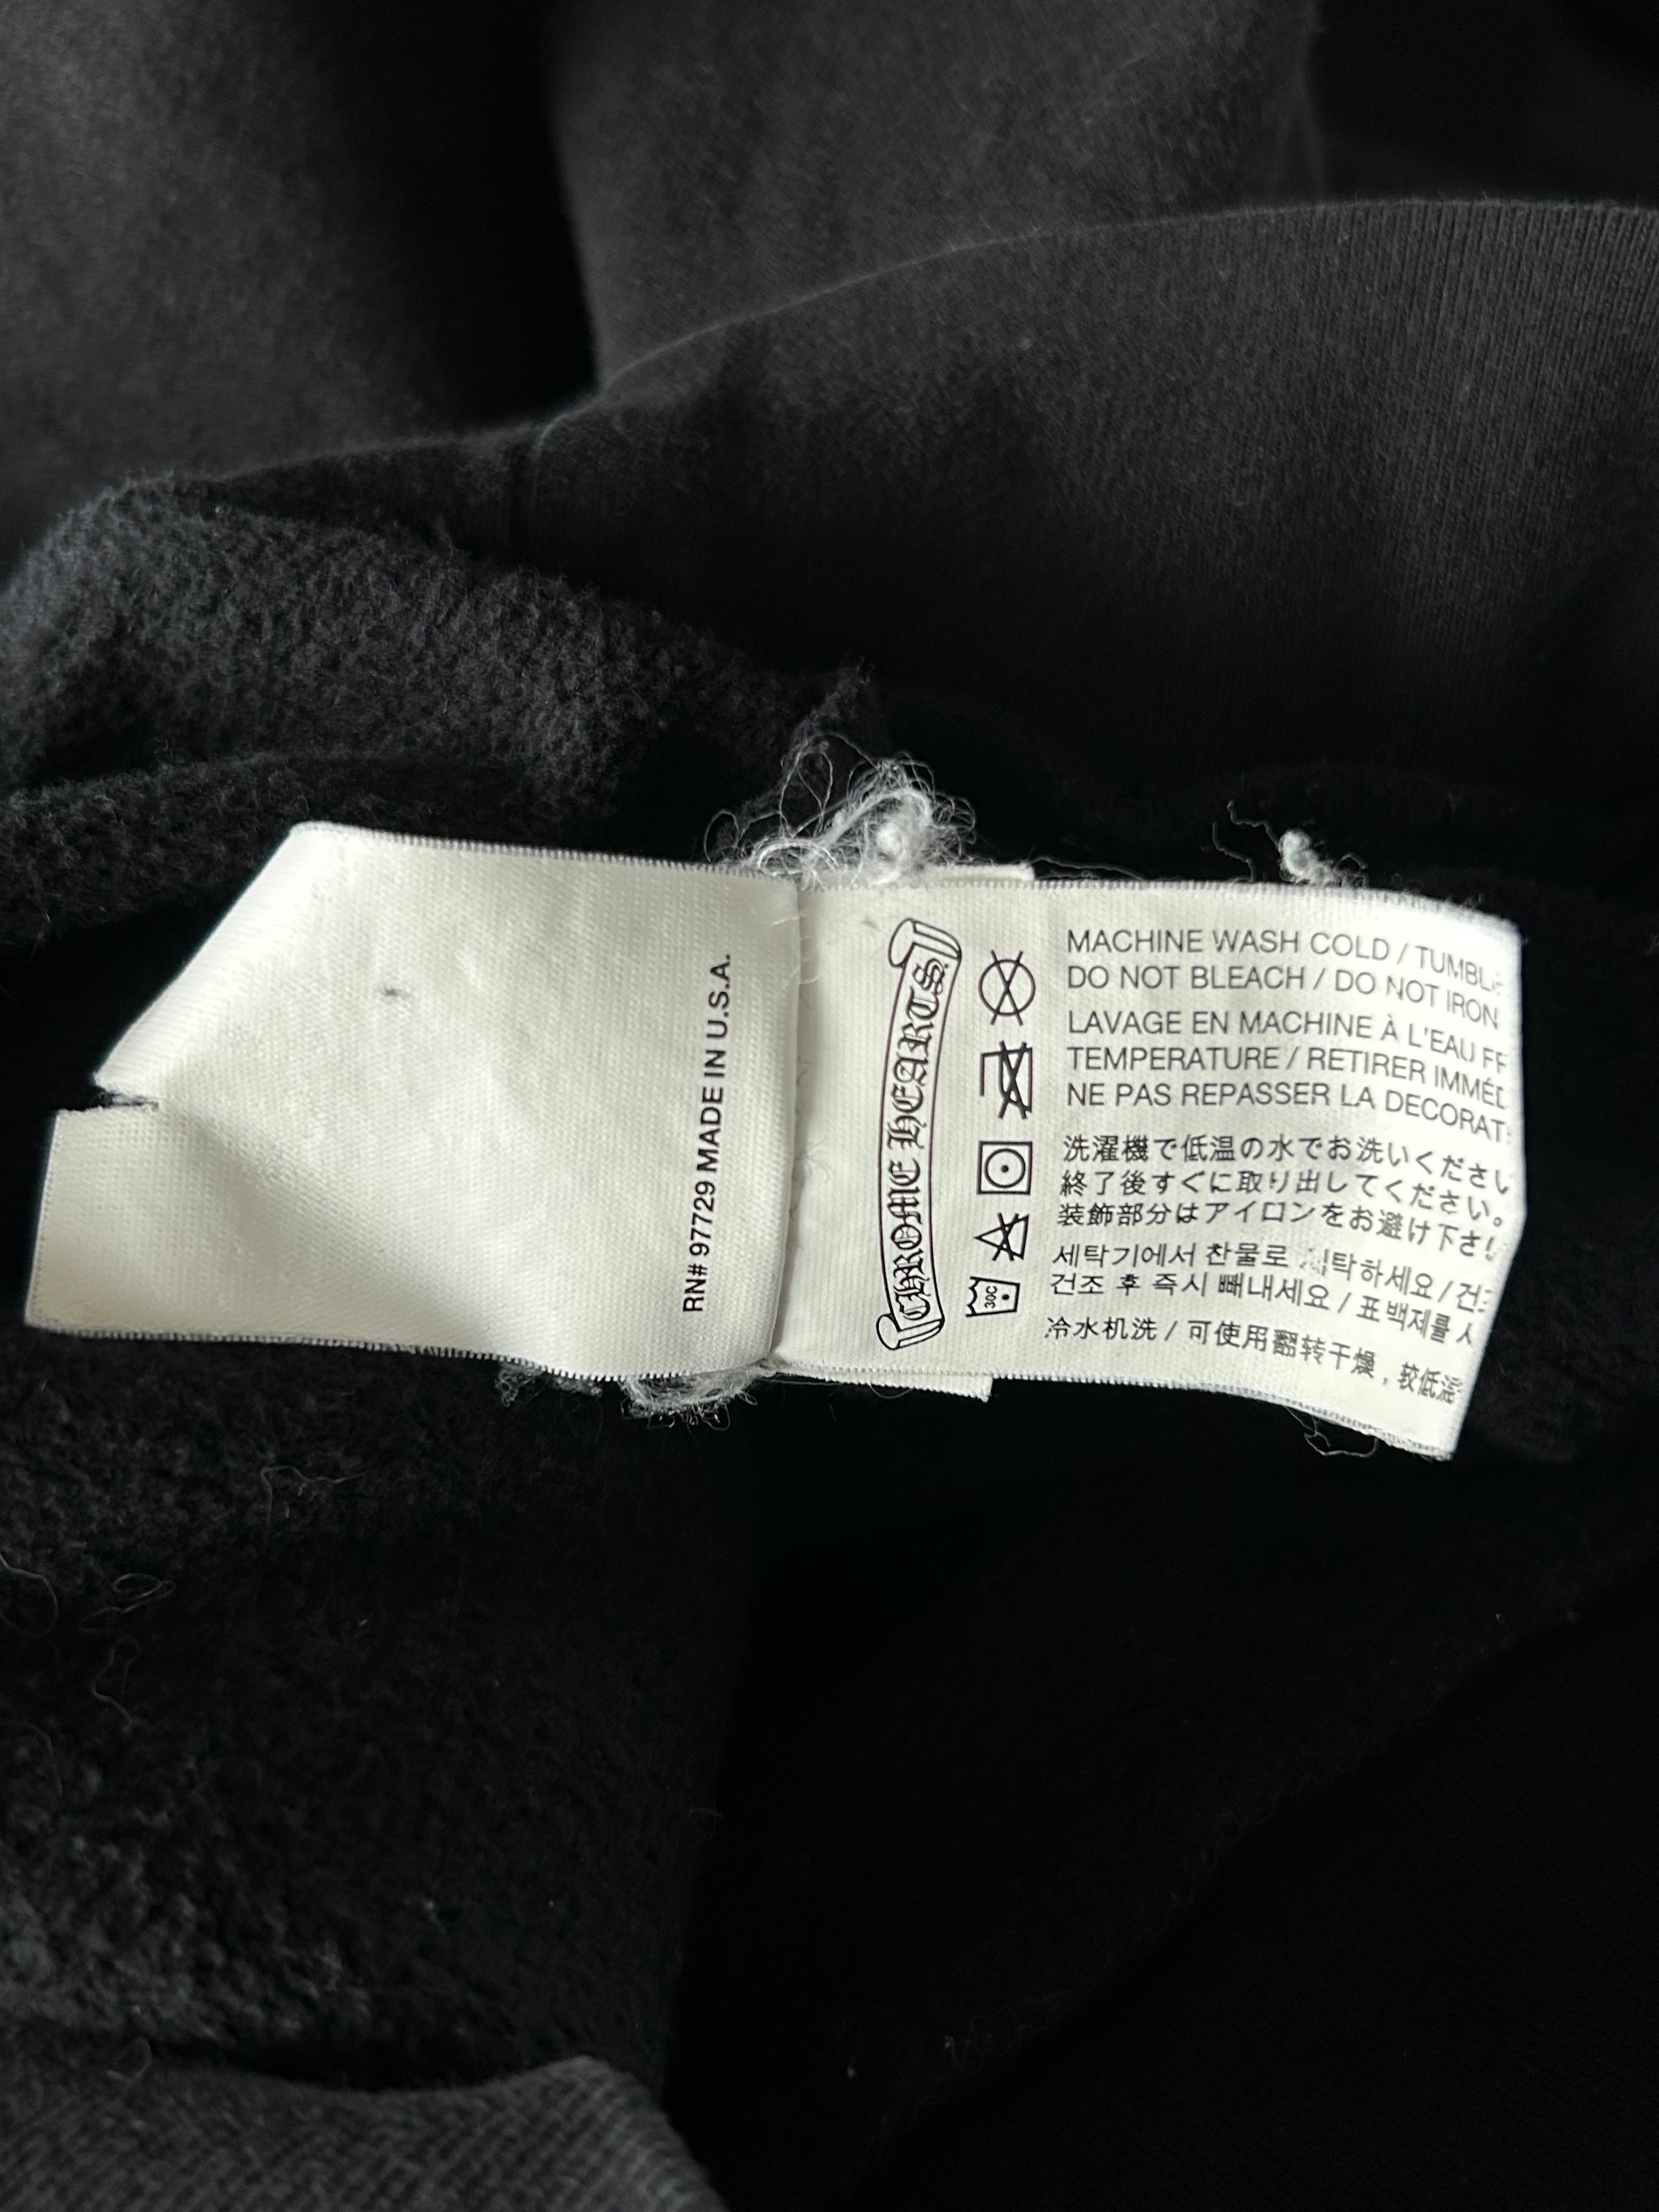 RN# 97729 MADE IN U.S.A.
CHROME HEARTS
30C
MACHINE WASH COLD /
DO NOT BLEACH / DO NOT IRON
LAVAGE EN MACHINE À L'EAU
TEMPERATURE / RETIRER
NE PAS REPASSER LA
洗濯機で低温の水でお洗いください
終了後すぐに取り出してください。
装飾部分はアイロンをお避け下さ
세탁기에서 찬물로 세탁하세요 /
건조 후 즉시 빼내세요 / 표백제를
冷水机洗 / 可使用翻转干燥，较低